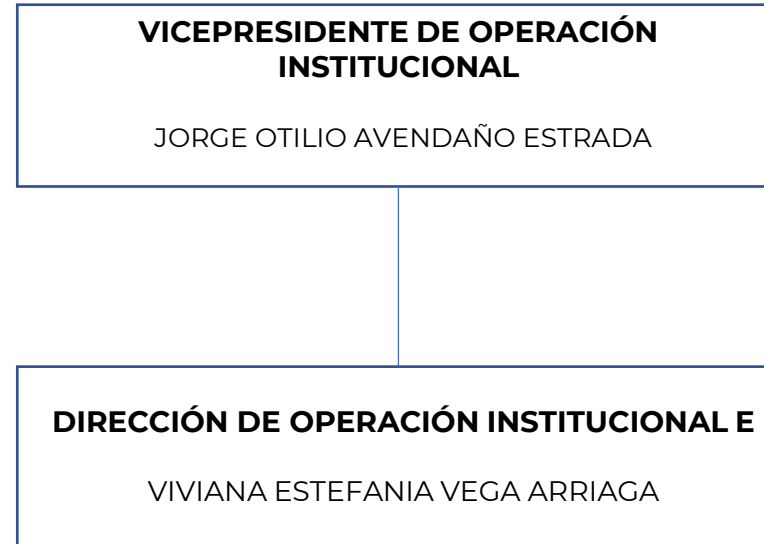 VICEPRESIDENTE DE OPERACIÓN
INSTITUCIONAL
JORGE OTILIO AVENDAÑO ESTRADA
DIRECCIÓN DE OPERACIÓN INSTITUCIONAL E
VIVIANA ESTEFANIA VEGA ARRIAGA